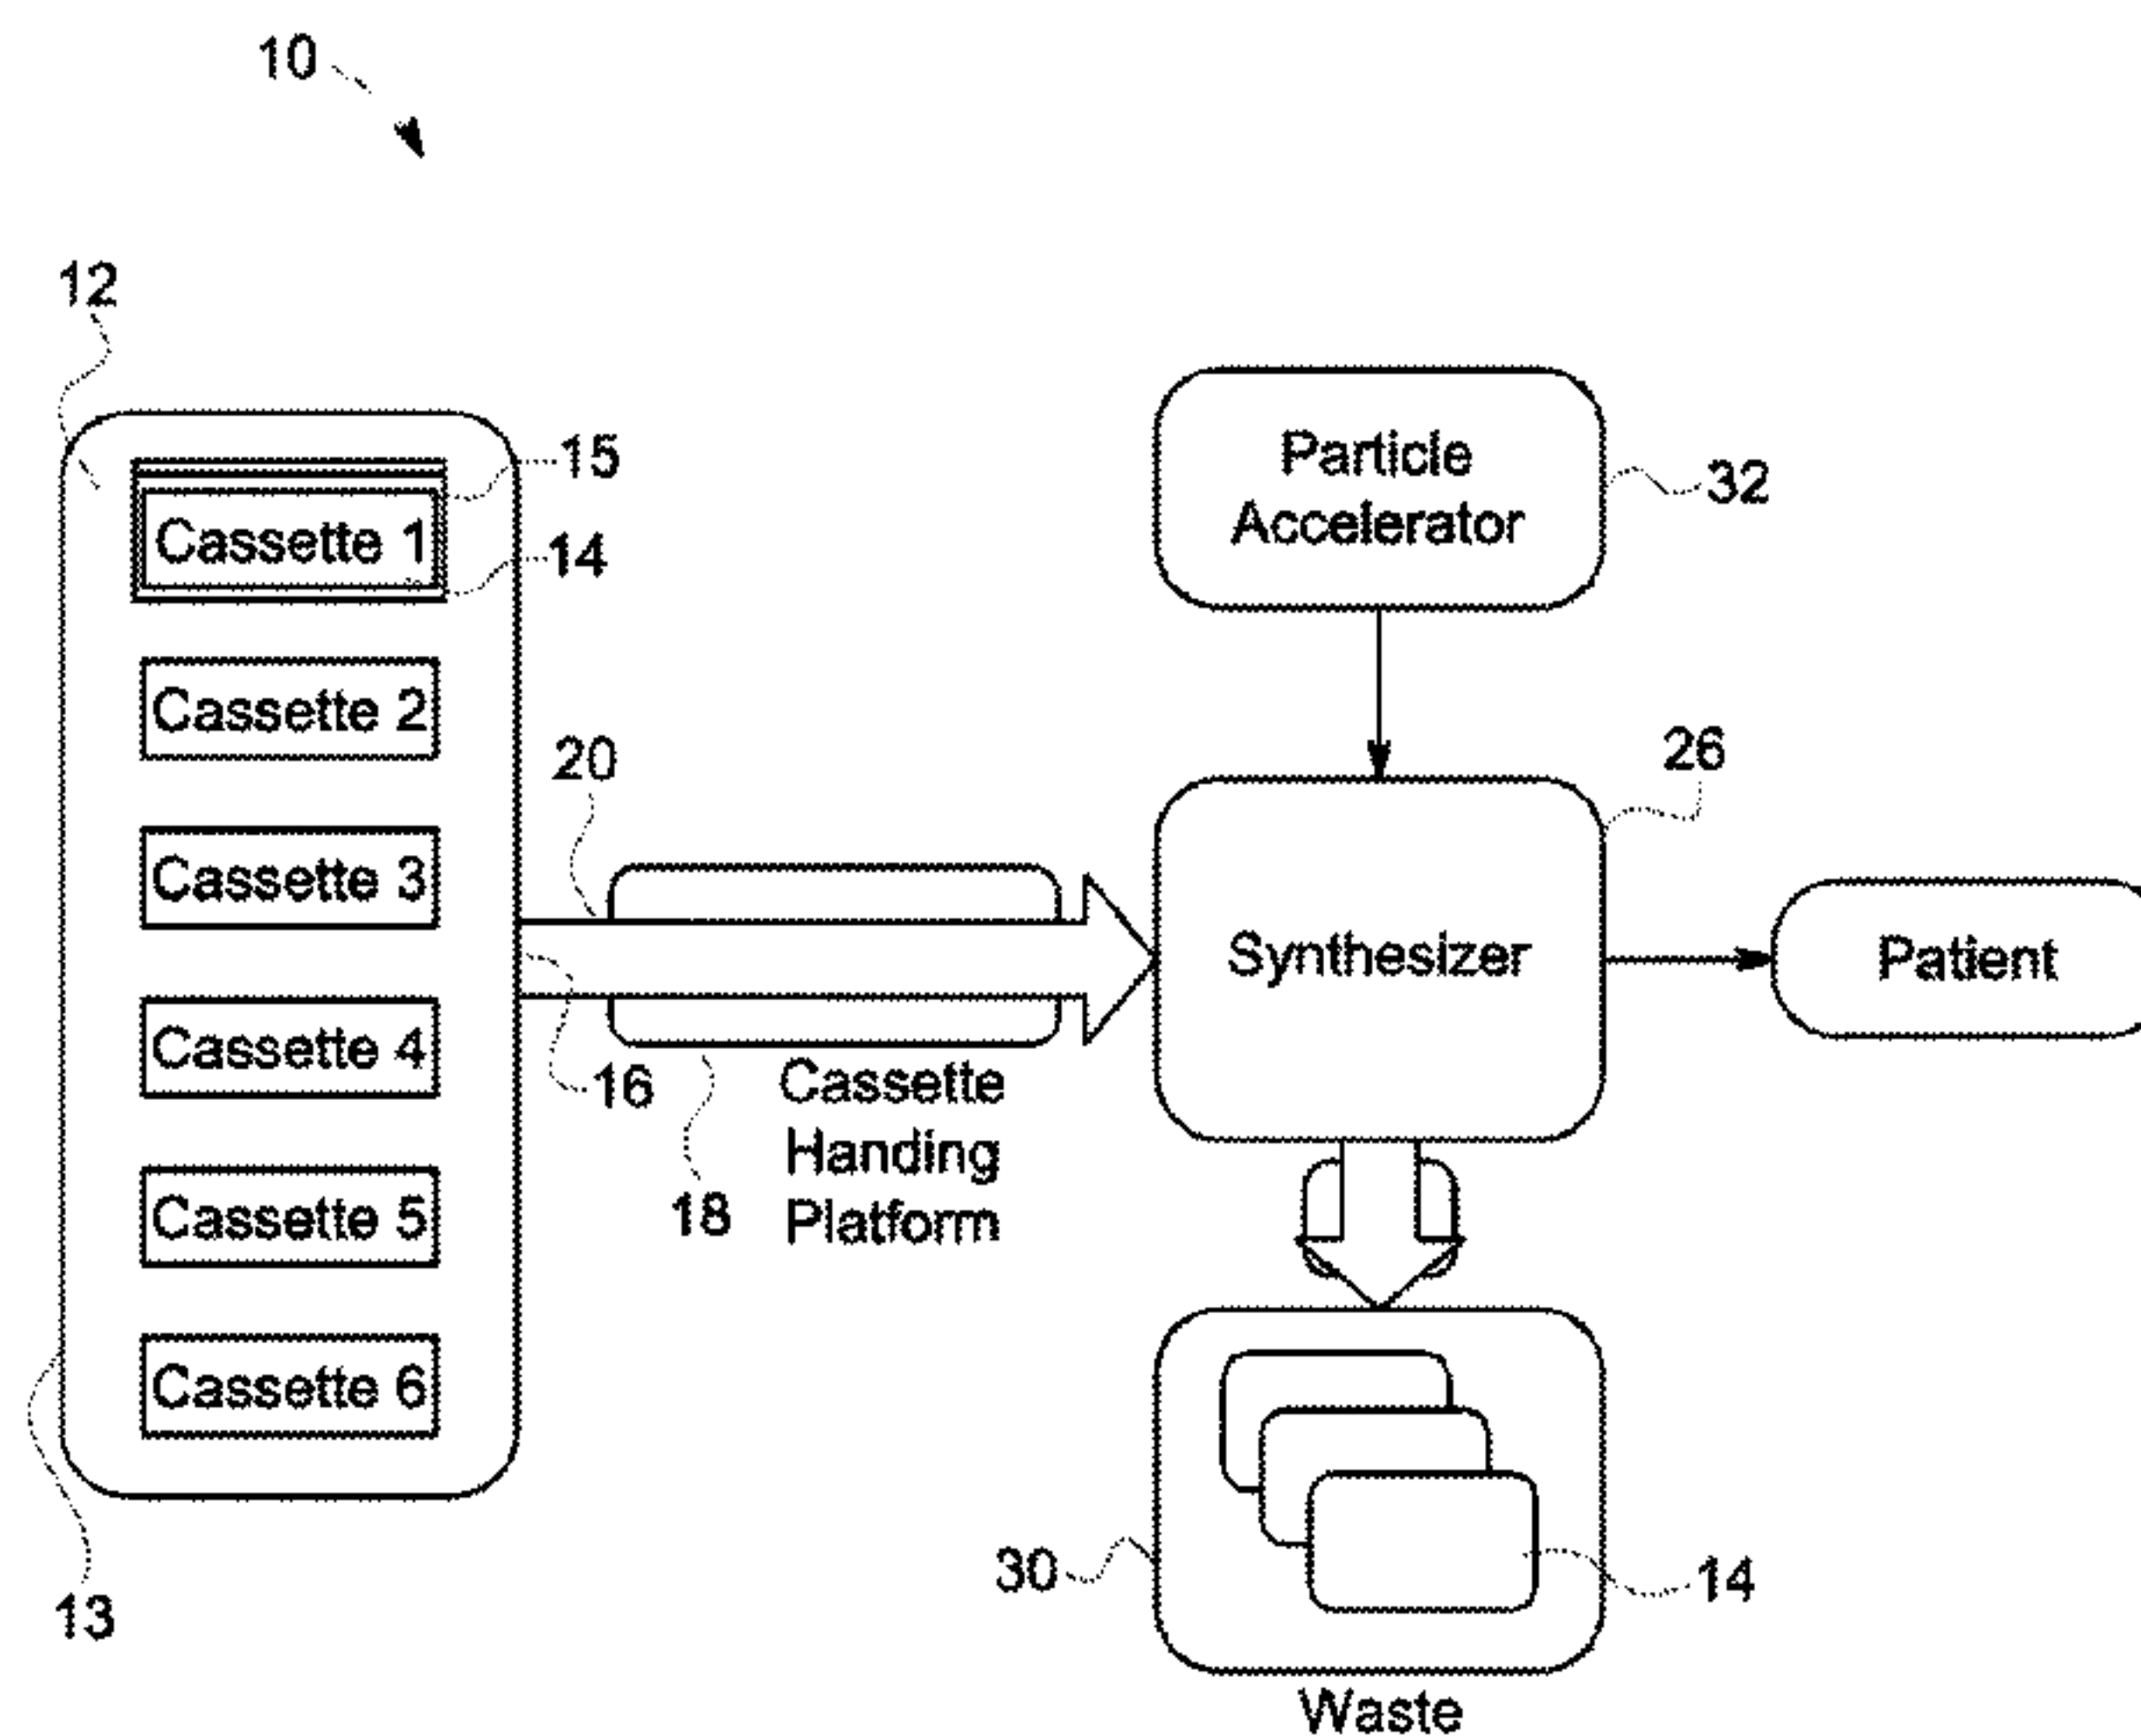 10
12
15
Cassette 1
14
Cassette 2
Cassette 3
Cassette 4
Cassette 5
Cassette 6
13
20
16
18
Cassette
Handing
Platform
Particle
Accelerator
32
26
Synthesizer
Patient
30
14
Waste